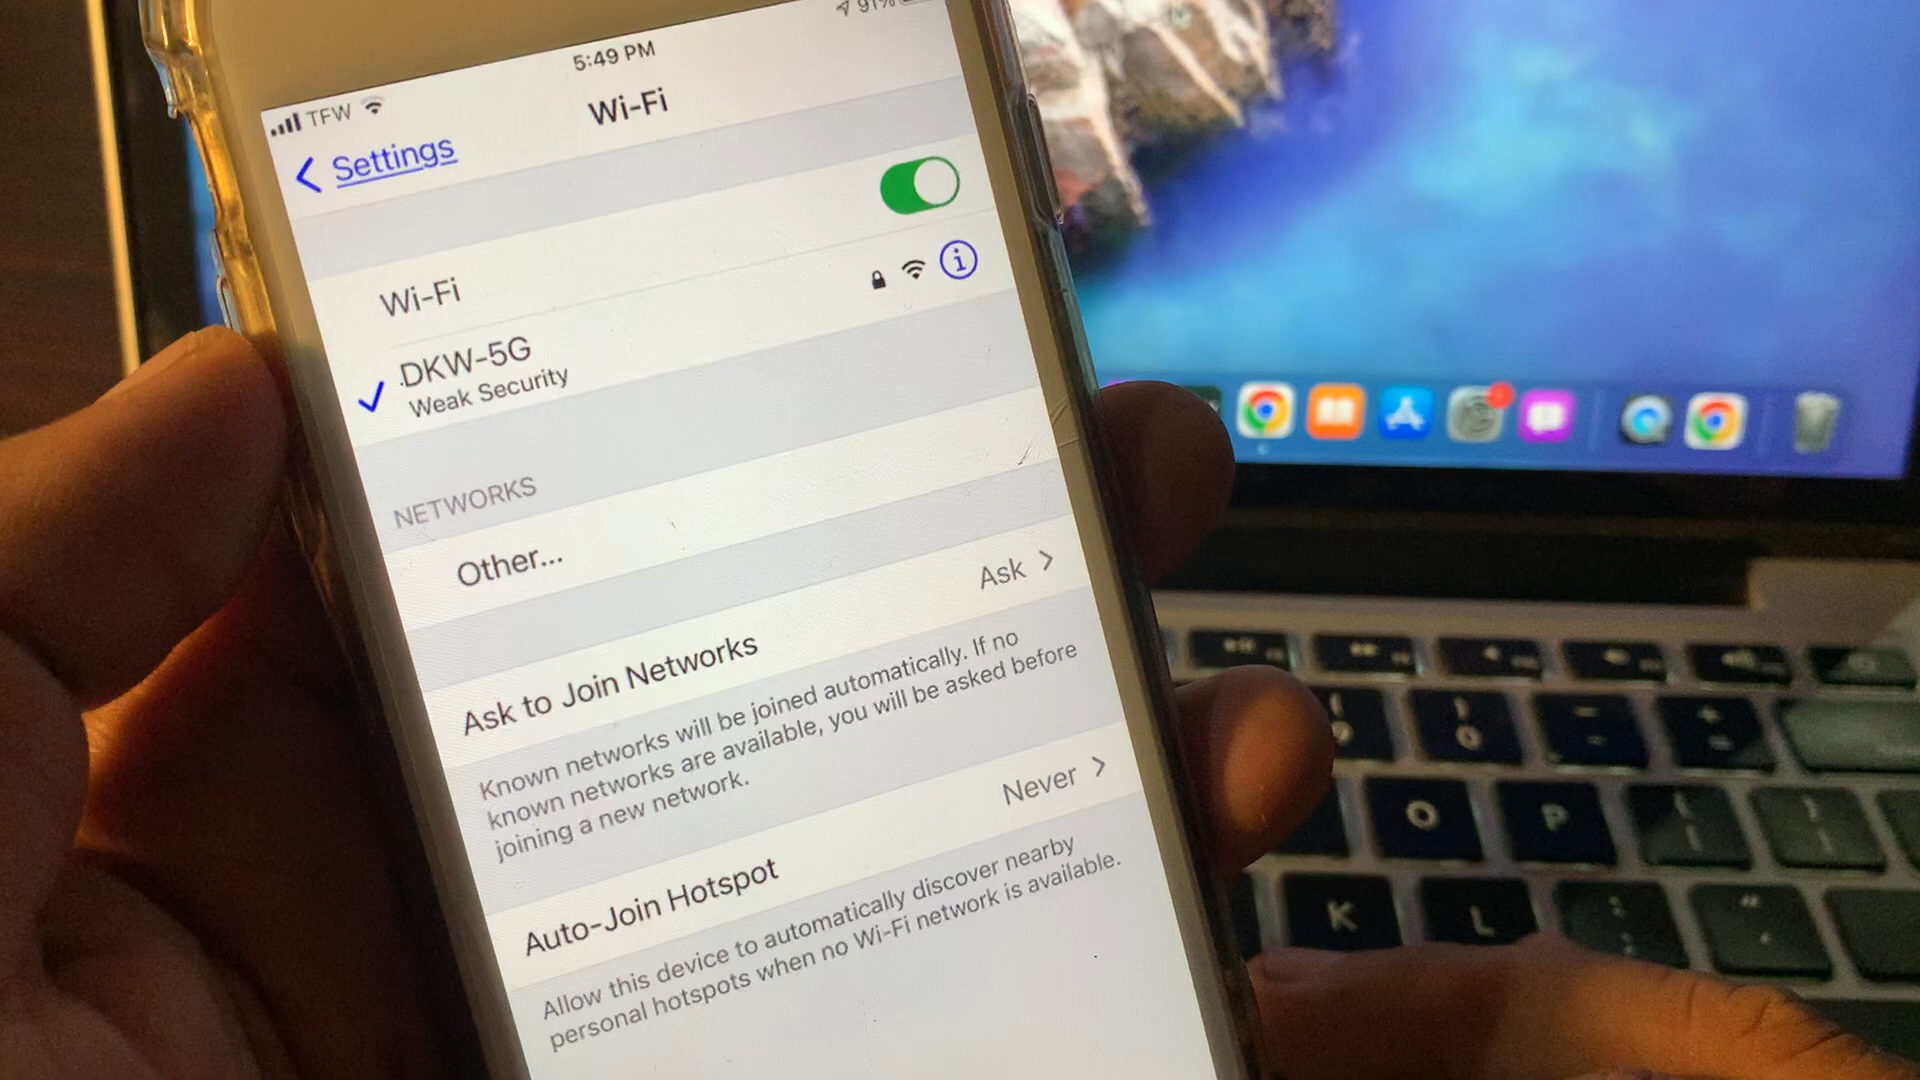 91%
5:49 PM
TFW
Wi-Fi
Settings
Wi-Fi
.DKW-5G
Weak Security
NETWORKS
Other...
Ask to Join Networks
Ask
Known networks will be joined automatically. If no
known networks are available, you will be asked before
joining a new network.
Auto-Join Hotspot
Never
Allow this device to automatically discover nearby
personal hotspots when no Wi-Fi network is available.
O
P
K
L